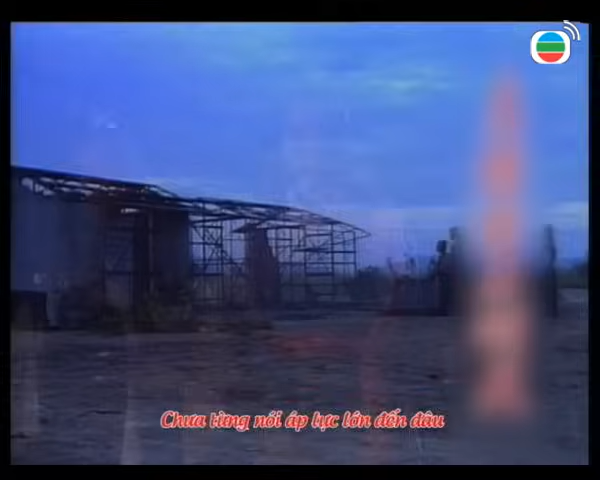 Chưa từng nói áp lực lớn đến đâu